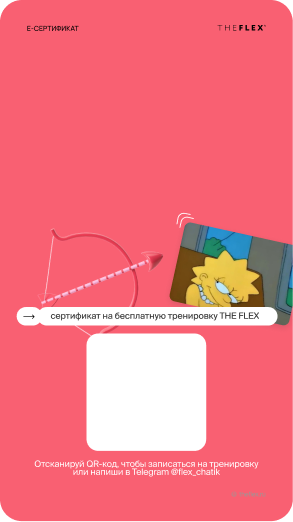 Е-СЕРТИФИКАТ
THEFLEX
→ сертификат на бесплатную тренировку THE FLEX
Отсканируй QR-код, чтобы записаться на тренировку
или напиши в Telegram @flex_chatik